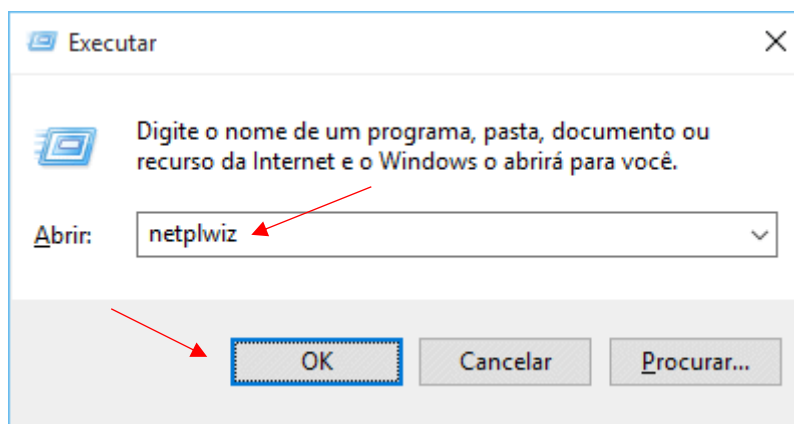 Executar
Digite o nome de um programa, pasta, documento ou
recurso da Internet e o Windows o abrirá para você.
Abrir: netplwiz
OK Cancelar Procurar...